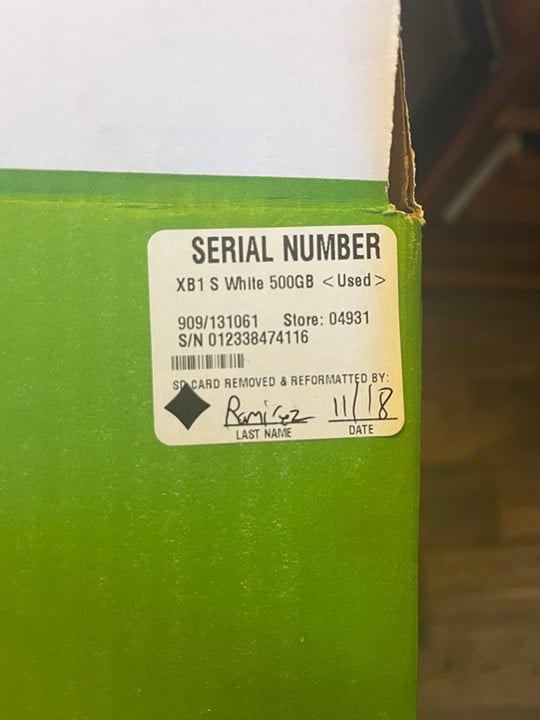 SERIAL NUMBER
XB1 S White 500GB <Used>
909/131061 Store: 04931
S/N 012338474116
SD CARD REMOVED & REFORMATTED BY:
Ramirez 11/18
LAST NAME DATE